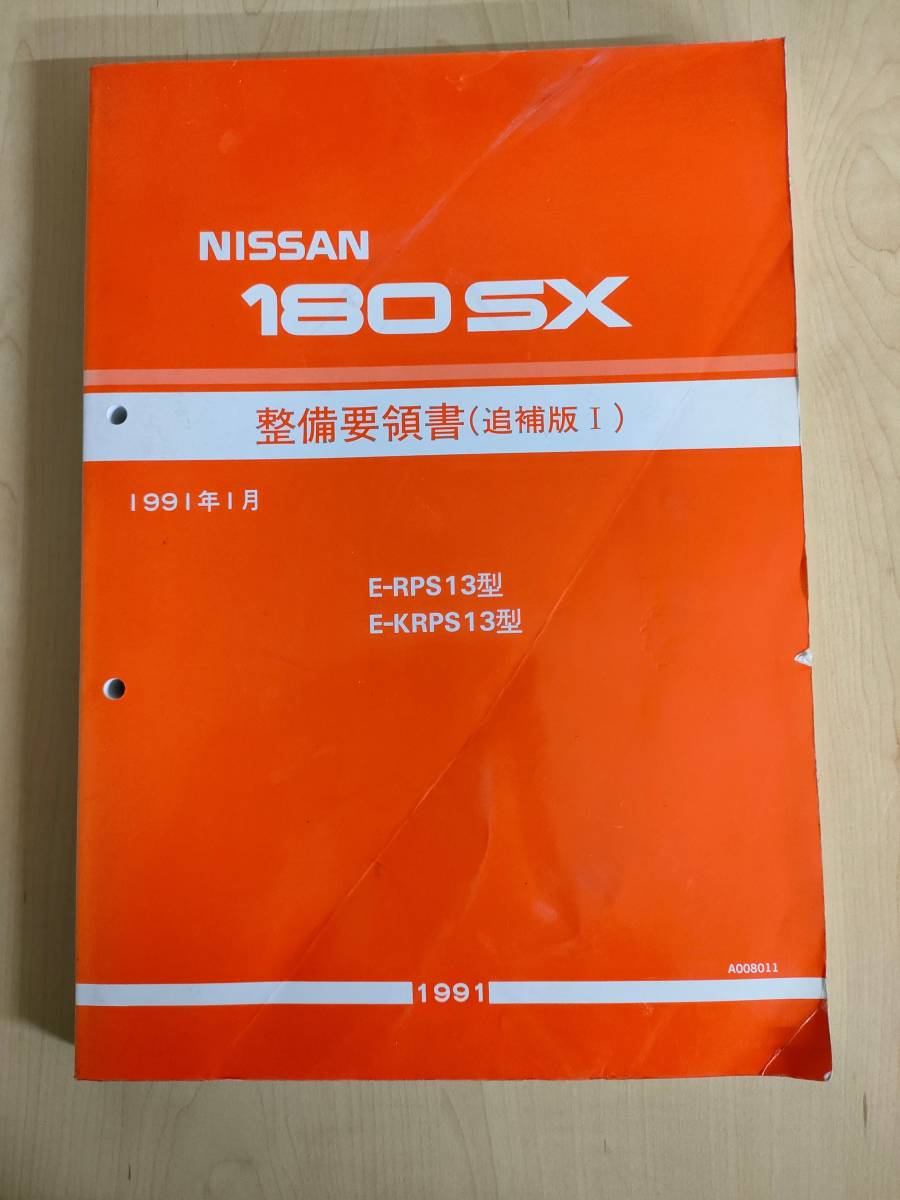 NISSAN
180SX
整備要領書(追補版Ⅰ)
1991年1月
E-RPS13型
E-KRPS13型
A008011
1991